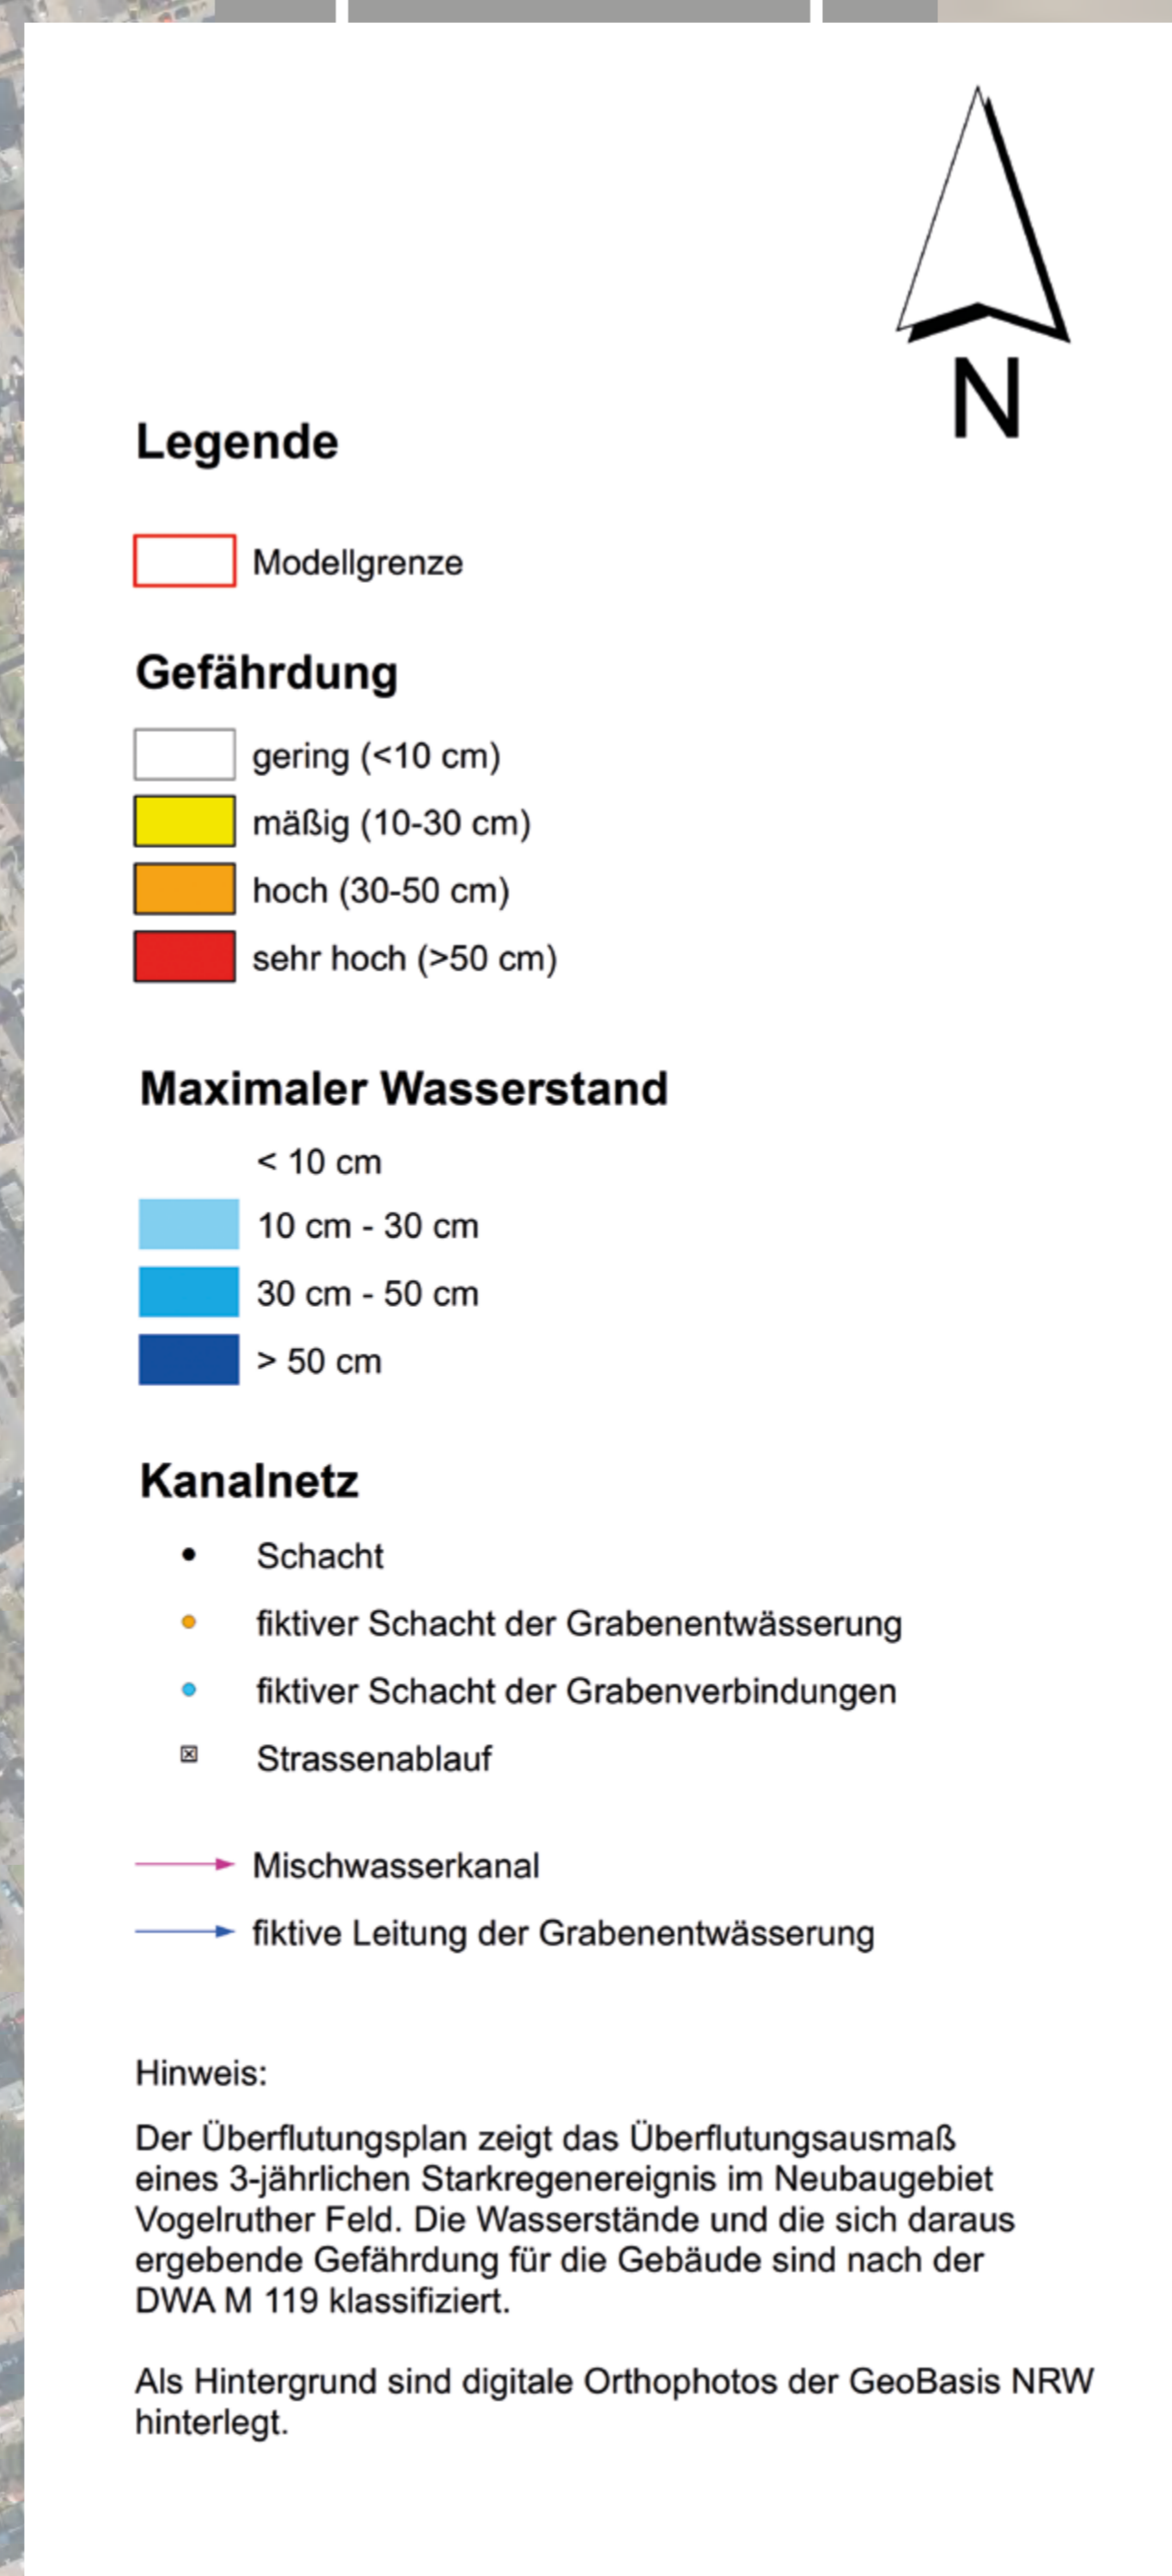 N
Legende
Modellgrenze
Gefährdung
gering (<10 cm)
mäßig (10-30 cm)
hoch (30-50 cm)
sehr hoch (>50 cm)
Maximaler Wasserstand
< 10 cm
10 cm - 30 cm
30 cm - 50 cm
> 50 cm
Kanalnetz
Schacht
fiktiver Schacht der Grabenentwässerung
fiktiver Schacht der Grabenverbindungen
Strassenablauf
Mischwasserkanal
fiktive Leitung der Grabenentwässerung
Hinweis:
Der Überflutungsplan zeigt das Überflutungsausmaß
eines 3-jährlichen Starkregenereignis im Neubaugebiet
Vogelruther Feld. Die Wasserstände und die sich daraus
ergebende Gefährdung für die Gebäude sind nach der
DWA M 119 klassifiziert.
Als Hintergrund sind digitale Orthophotos der GeoBasis NRW
hinterlegt.